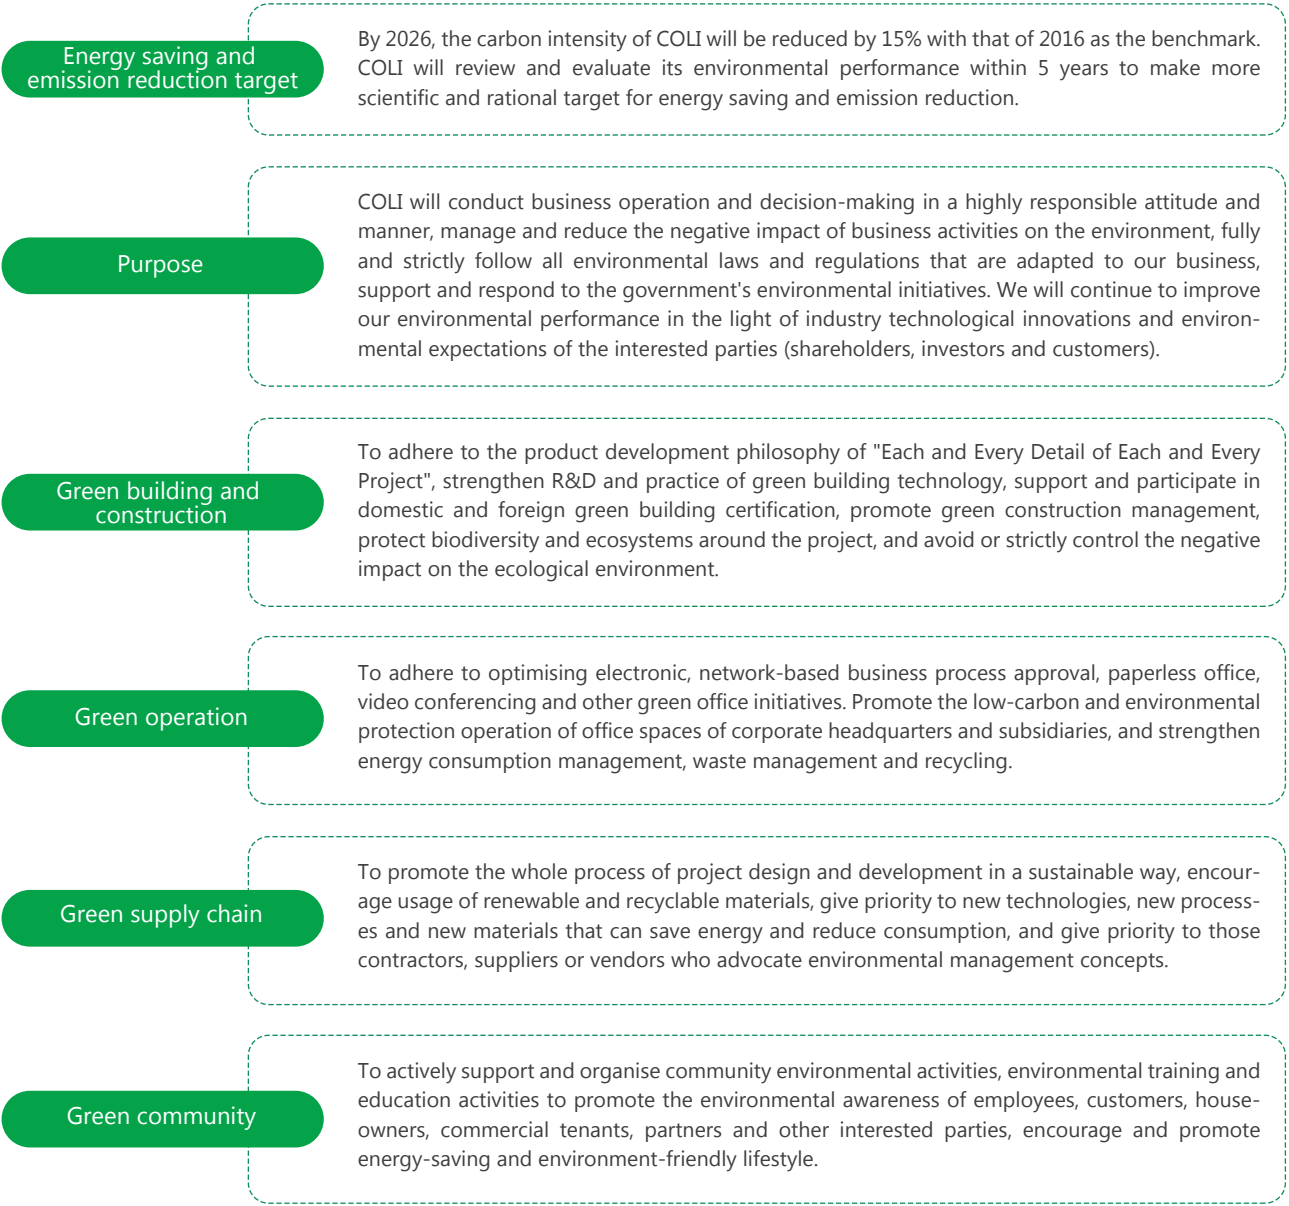 Energy saving and
emission reduction target
By 2026, the carbon intensity of COLI will be reduced by 15% with that of 2016 as the benchmark.
COLI will review and evaluate its environmental performance within 5 years to make more
scientific and rational target for energy saving and emission reduction.
Purpose
COLI will conduct business operation and decision-making in a highly responsible attitude and
manner, manage and reduce the negative impact of business activities on the environment, fully
and strictly follow all environmental laws and regulations that are adapted to our business,
support and respond to the government's environmental initiatives. We will continue to improve
our environmental performance in the light of industry technological innovations and environ-
mental expectations of the interested parties (shareholders, investors and customers).
Green building and
construction
To adhere to the product development philosophy of "Each and Every Detail of Each and Every
Project", strengthen R&D and practice of green building technology, support and participate in
domestic and foreign green building certification, promote green construction management,
protect biodiversity and ecosystems around the project, and avoid or strictly control the negative
impact on the ecological environment.
Green operation
To adhere to optimising electronic, network-based business process approval, paperless office,
video conferencing and other green office initiatives. Promote the low-carbon and environmental
protection operation of office spaces of corporate headquarters and subsidiaries, and strengthen
energy consumption management, waste management and recycling.
Green supply chain
To promote the whole process of project design and development in a sustainable way, encour-
age usage of renewable and recyclable materials, give priority to new technologies, new process-
es and new materials that can save energy and reduce consumption, and give priority to those
contractors, suppliers or vendors who advocate environmental management concepts.
Green community
To actively support and organise community environmental activities, environmental training and
education activities to promote the environmental awareness of employees, customers, house-
owners, commercial tenants, partners and other interested parties, encourage and promote
energy-saving and environment-friendly lifestyle.